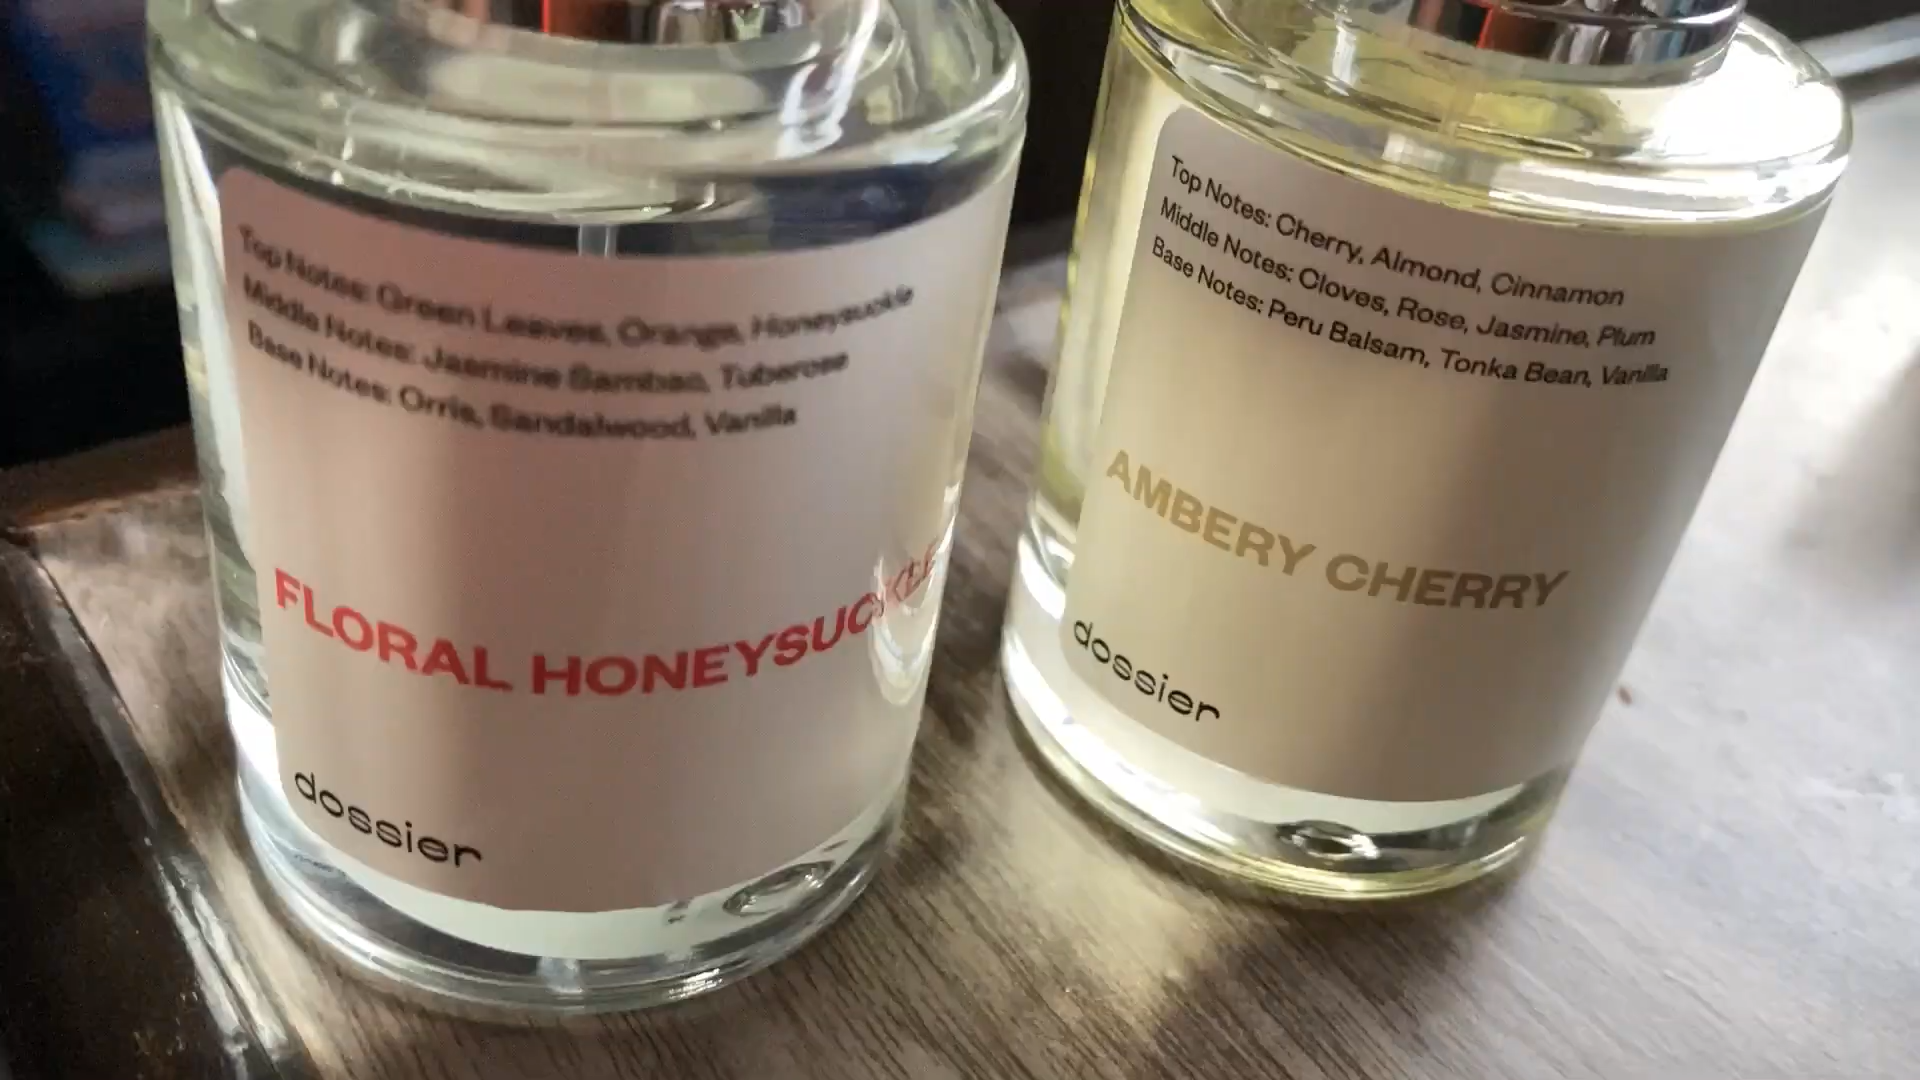 Top Notes: Green Leaves, Orange, Honeysuckle
Middle Notes: Jasmine Sambac, Tuberose
Base Notes: Orris, Sandalwood, Vanilla
FLORAL HONEYSUCKLE
dossier
Top Notes: Cherry, Almond, Cinnamon
Middle Notes: Cloves, Rose, Jasmine, Plum
Base Notes: Peru Balsam, Tonka Bean, Vanilla
AMBERY CHERRY
dossier